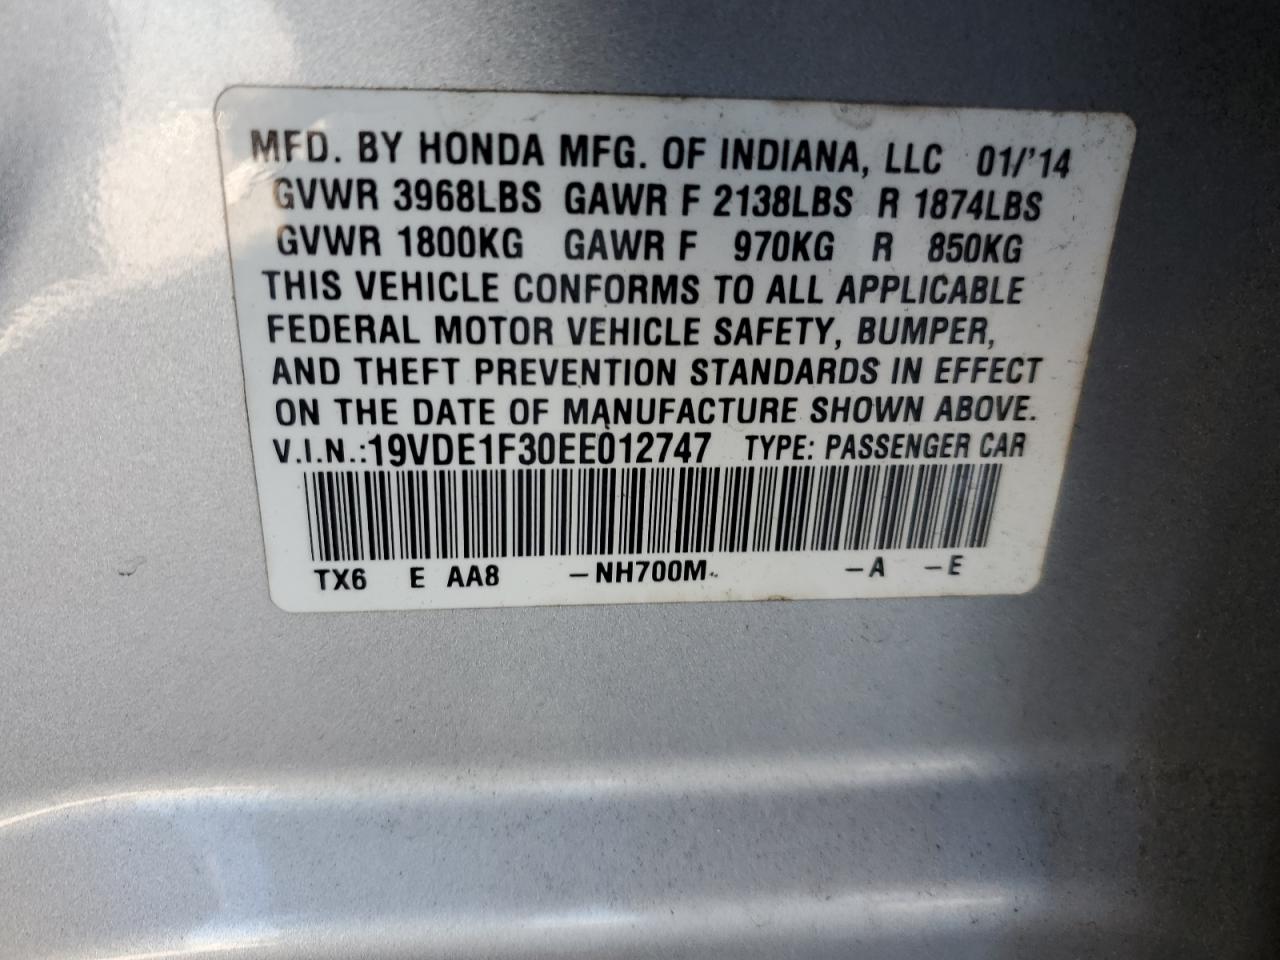 MFD. BY HONDA MFG. OF INDIANA, LLC 01/'14
GVWR 3968LBS GAWR F 2138LBS R 1874LBS
GVWR 1800KG GAWR F 970KG R 850KG
THIS VEHICLE CONFORMS TO ALL APPLICABLE
FEDERAL MOTOR VEHICLE SAFETY, BUMPER,
AND THEFT PREVENTION STANDARDS IN EFFECT
ON THE DATE OF MANUFACTURE SHOWN ABOVE.
V.I.N.:19VDE1F30EE012747 TYPE: PASSENGER CAR
TX6 E AA8 –NH700M- –A –E